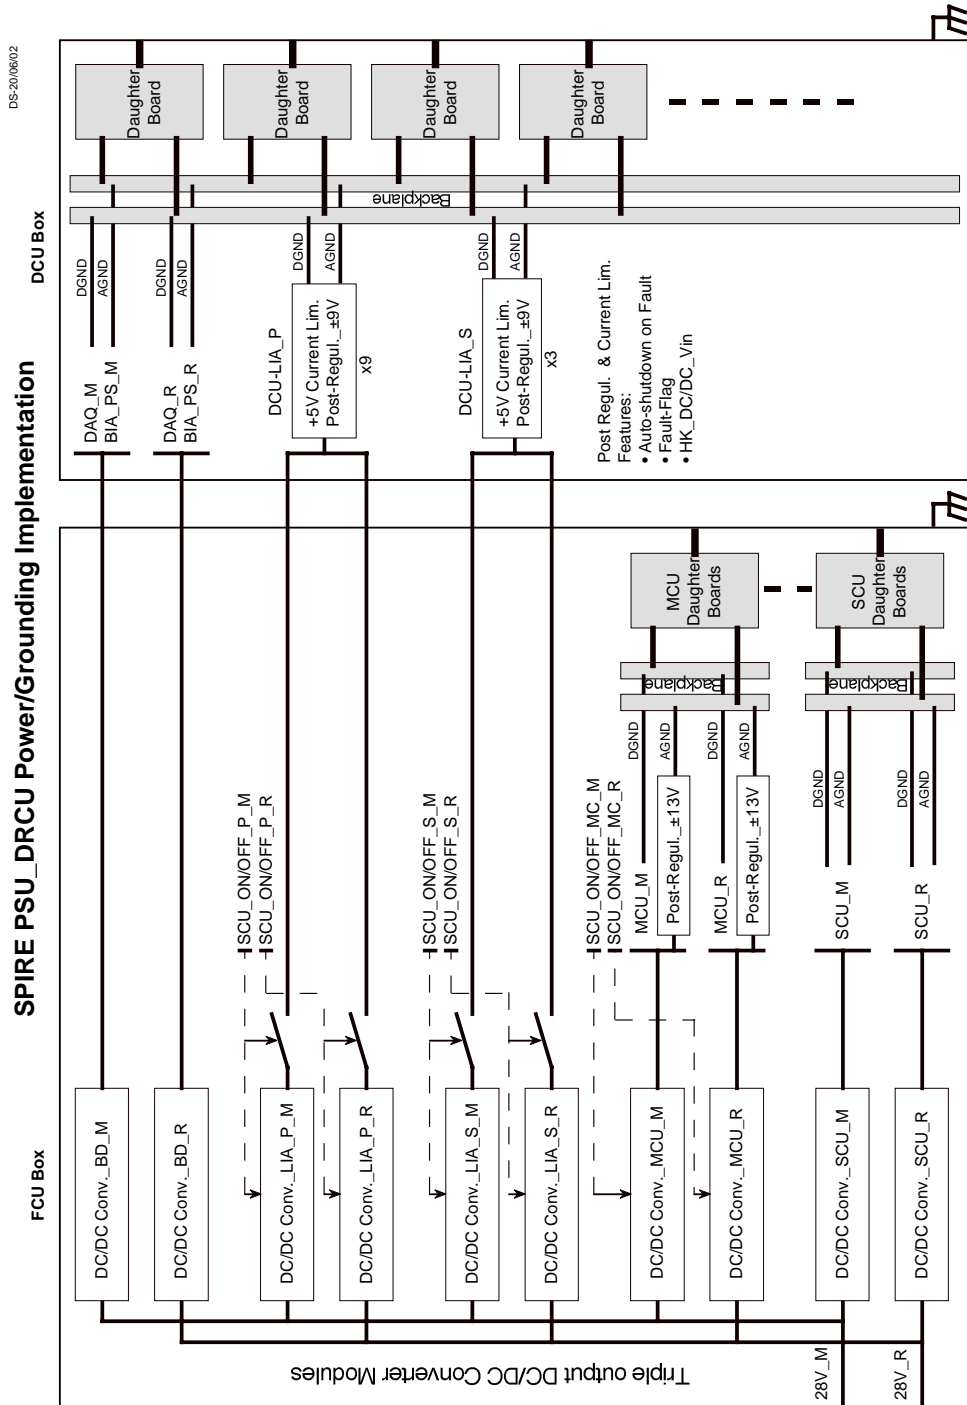 DS-20/06/02
SPIRE PSU_DRCU Power/Grounding Implementation
FCU Box
DCU Box
Triple output DC/DC Converter Modules
28V_M
28V_R
DC/DC Conv._BD_M
DC/DC Conv._BD_R
DC/DC Conv._LIA_P_M
DC/DC Conv._LIA_P_R
DC/DC Conv._LIA_S_M
DC/DC Conv._LIA_S_R
DC/DC Conv._MCU_M
DC/DC Conv._MCU_R
DC/DC Conv._SCU_M
DC/DC Conv._SCU_R
SCU_ON/OFF_P_M
SCU_ON/OFF_P_R
SCU_ON/OFF_S_M
SCU_ON/OFF_S_R
SCU_ON/OFF_MC_M
SCU_ON/OFF_MC_R
MCU_M
Post-Regul._±13V
MCU_R
Post-Regul._±13V
SCU_M
SCU_R
DGND
AGND
DGND
AGND
DGND
AGND
DGND
AGND
Backplane
Backplane
MCU
Daughter
Boards
SCU
Daughter
Boards
DAQ_M
BIA_PS_M
DAQ_R
BIA_PS_R
DCU-LIA_P
+5V Current Lim.
Post-Regul._±9V
x9
DCU-LIA_S
+5V Current Lim.
Post-Regul._±9V
x3
Post Regul. & Current Lim.
Features:
• Auto-shutdown on Fault
• Fault-Flag
• HK_DC/DC_Vin
DGND
AGND
DGND
AGND
DGND
AGND
DGND
AGND
Backplane
Daughter
Board
Daughter
Board
Daughter
Board
Daughter
Board